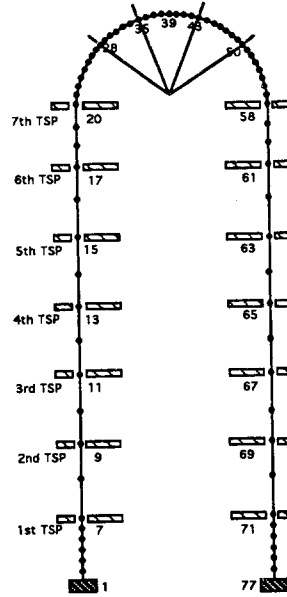 28 35 39 43 50
7th TSP 20 58
6th TSP 17 61
5th TSP 15 63
4th TSP 13 65
3rd TSP 11 67
2nd TSP 9 69
1st TSP 7 71
1 77